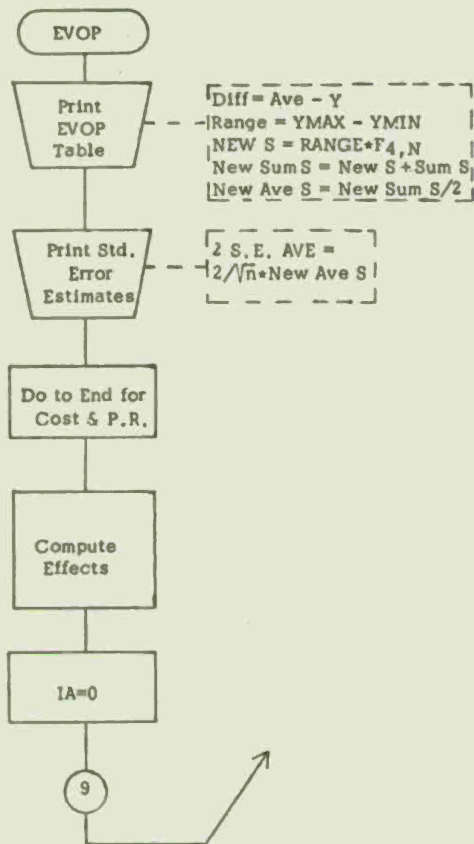 EVOP
Print
EVOP
Table
Diff = Ave - Y
Range = YMAX - YMIN
NEW S = RANGE*F4,N
New Sum S = New S + Sum S
New Ave S = New Sum S/2
Print Std.
Error
Estimates
2 S.E. AVE =
2/√n*New Ave S
Do to End for
Cost & P.R.
Compute
Effects
IA=0
9